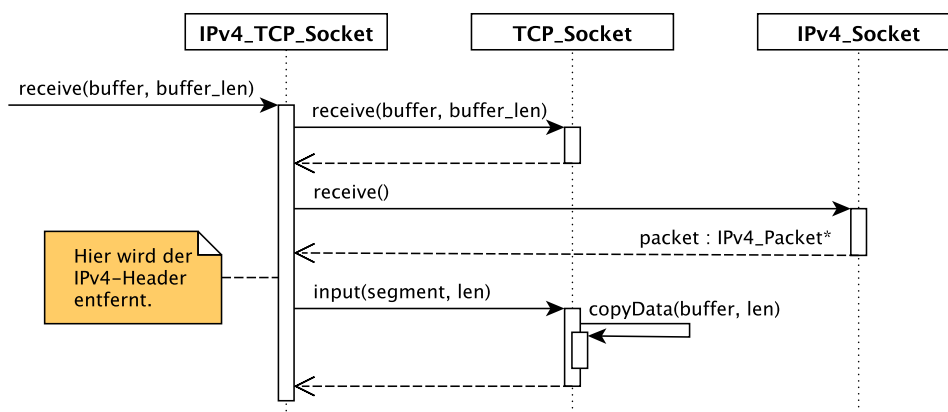 IPv4_TCP_Socket
TCP_Socket
IPv4_Socket
receive(buffer, buffer_len)
receive(buffer, buffer_len)
receive()
packet : IPv4_Packet*
Hier wird der
IPv4-Header
entfernt.
input(segment, len)
copyData(buffer, len)